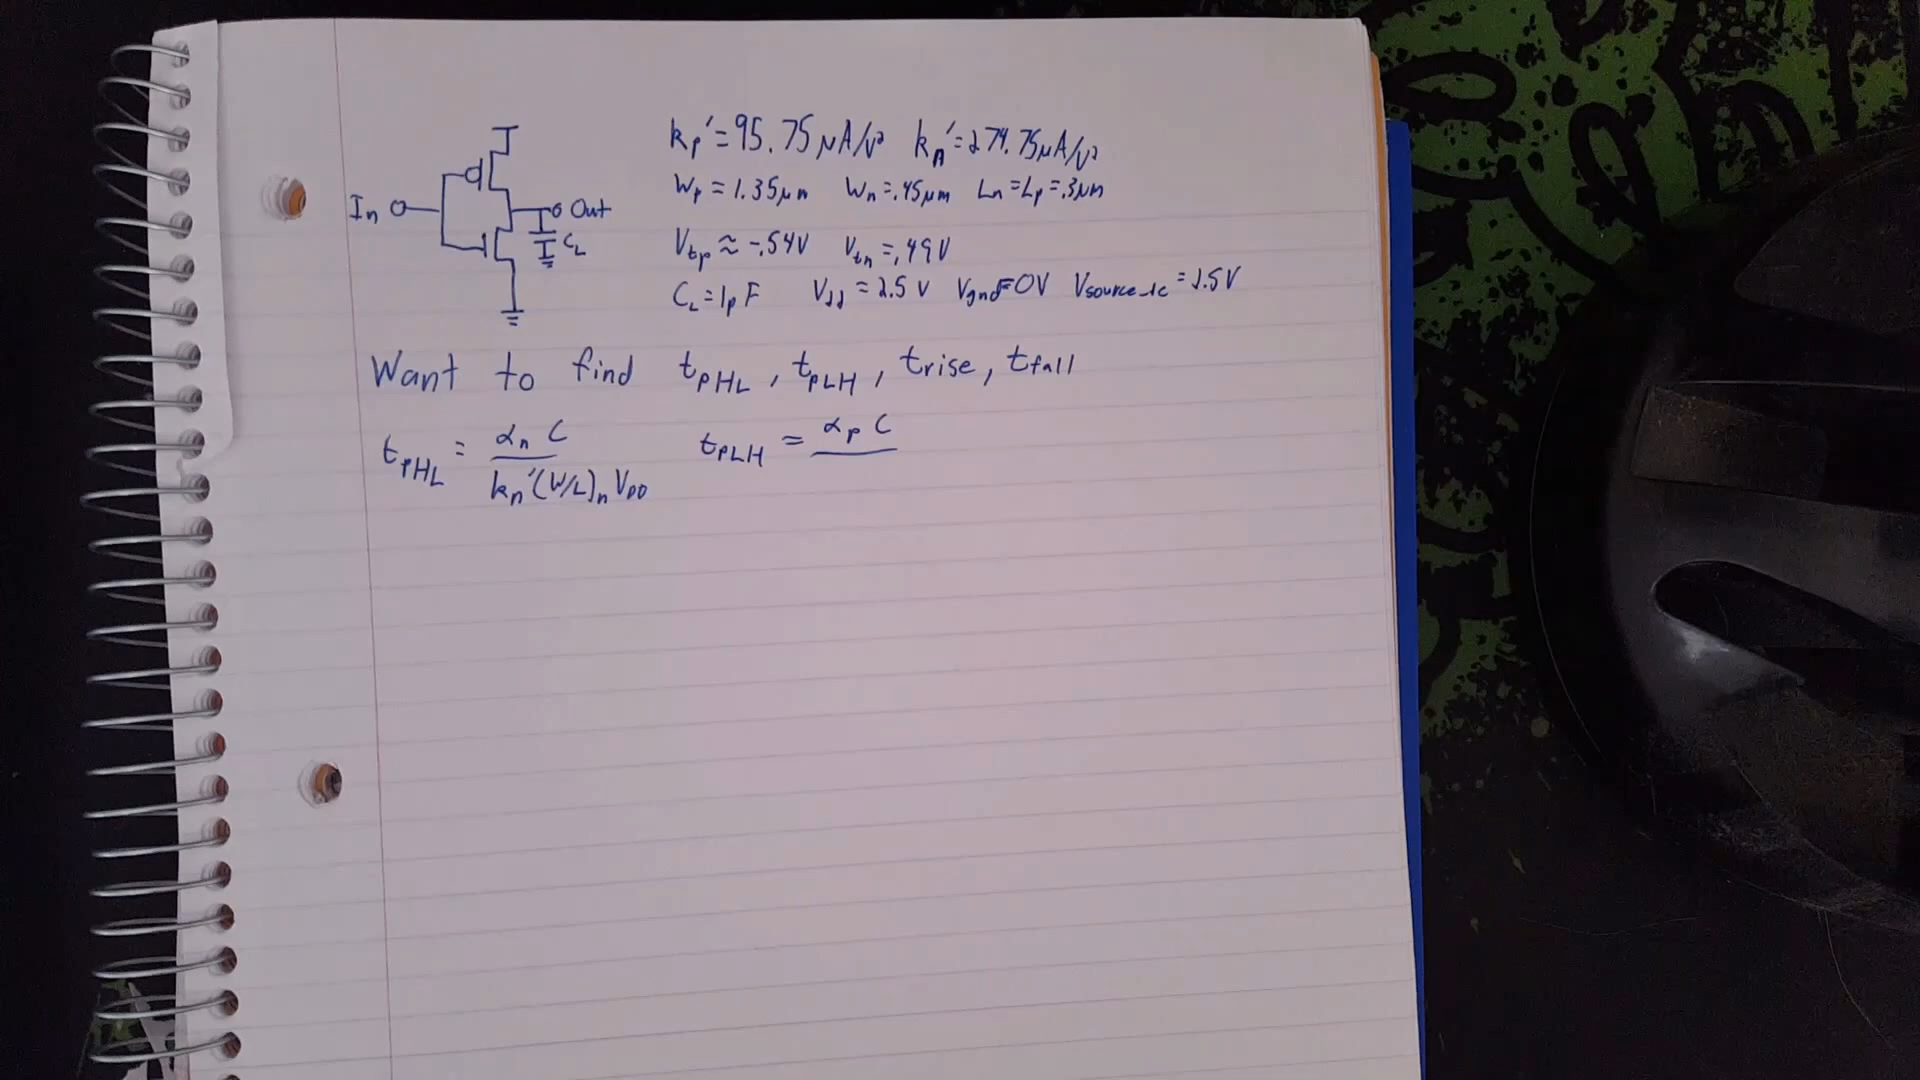 kp' = 95.75 μA/V² kn' = 274.75 μA/V²
Wp = 1.35μm Wn = .45μm Ln = Lp = .3μm
In Out
CL
Vtp ≈ -.54V Vtn = .49V
CL = 1pF Vdd = 2.5V Vgnd = 0V Vsource_dc = 2.5V
Want to find tpHL, tpLH, trise, tfall
tpHL = αn C / kn'(W/L)n VDD tpLH = αp C